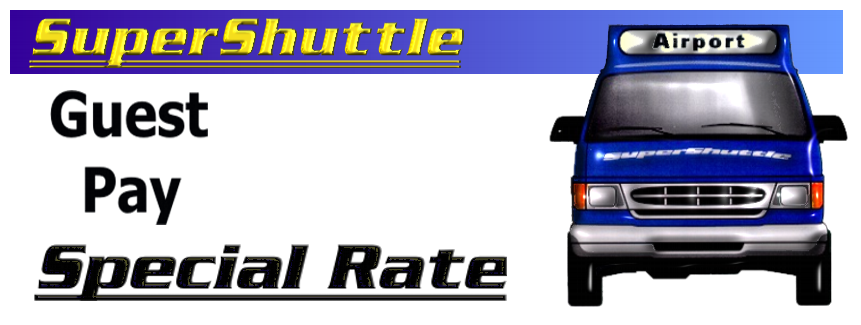 SuperShuttle
Airport
Guest
Pay
SuperShuttle
Special Rate